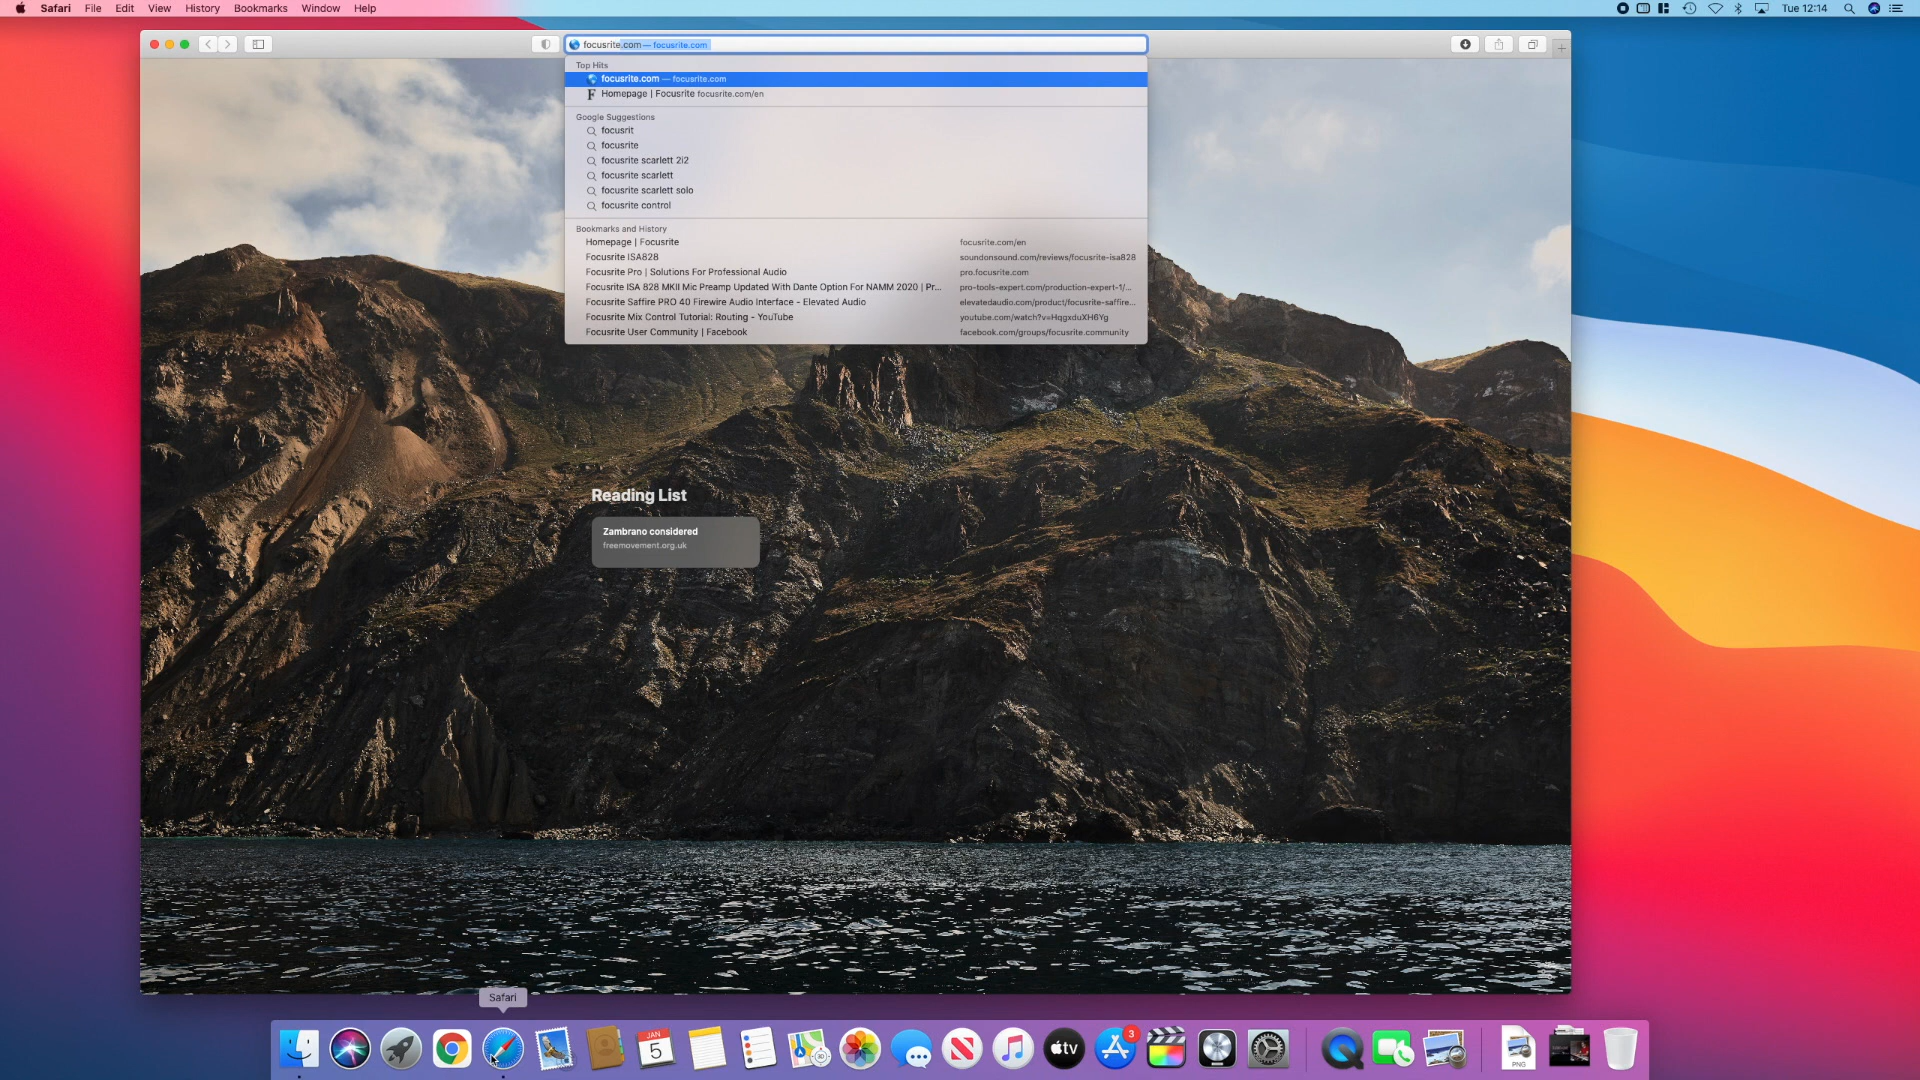 Safari File Edit View History Bookmarks Window Help
Tue 12:14
focusrite.com — focusrite.com
Top Hits
focusrite.com — focusrite.com
Homepage | Focusrite focusrite.com/en
Google Suggestions
focusrit
focusrite
focusrite scarlett 2i2
focusrite scarlett
focusrite scarlett solo
focusrite control
Bookmarks and History
Homepage | Focusrite focusrite.com/en
Focusrite ISA828 soundonsound.com/reviews/focusrite-isa828
Focusrite Pro | Solutions For Professional Audio pro.focusrite.com
Focusrite ISA 828 MKII Mic Preamp Updated With Dante Option For NAMM 2020 | Pr... pro-tools-expert.com/production-expert-1/...
Focusrite Saffire PRO 40 Firewire Audio Interface - Elevated Audio elevatedaudio.com/product/focusrite-saffire...
Focusrite Mix Control Tutorial: Routing - YouTube youtube.com/watch?v=HqgxduXH6Yg
Focusrite User Community | Facebook facebook.com/groups/focusrite.community
Reading List
Zambrano considered
freemovement.org.uk
Safari
JAN
5
3D
tv
3
PNG